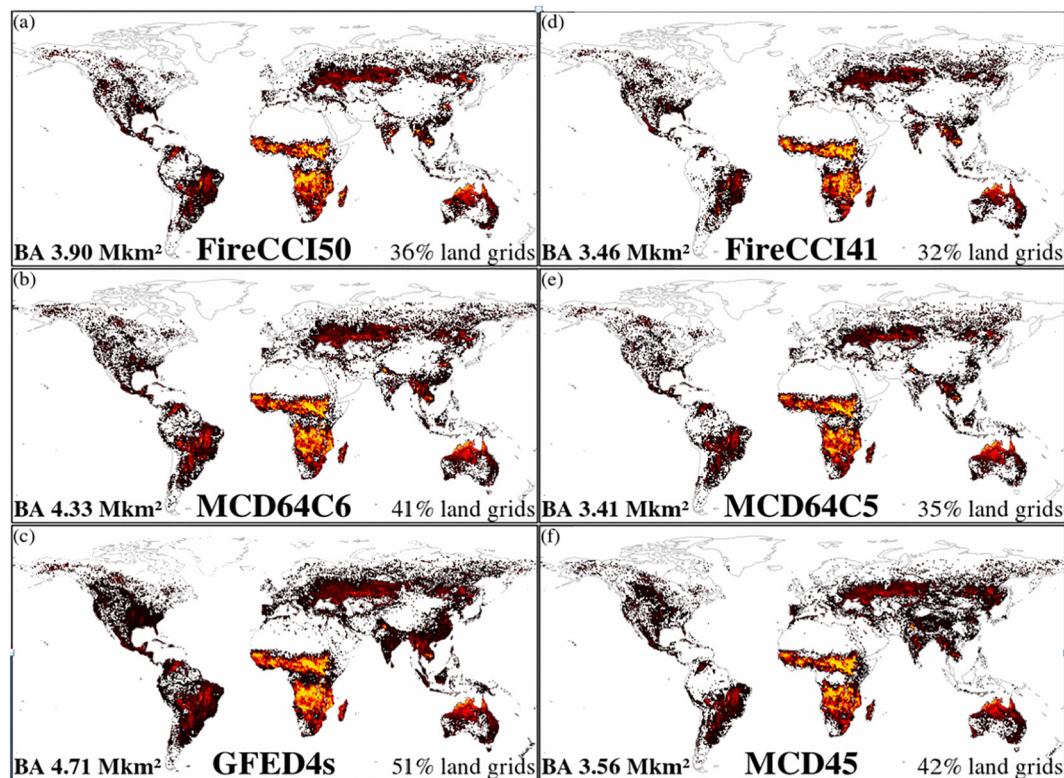 (a)
BA 3.90 Mkm² FireCCI50 36% land grids
(d)
BA 3.46 Mkm² FireCCI41 32% land grids
(b)
BA 4.33 Mkm² MCD64C6 41% land grids
(e)
BA 3.41 Mkm² MCD64C5 35% land grids
(c)
BA 4.71 Mkm² GFED4s 51% land grids
(f)
BA 3.56 Mkm² MCD45 42% land grids